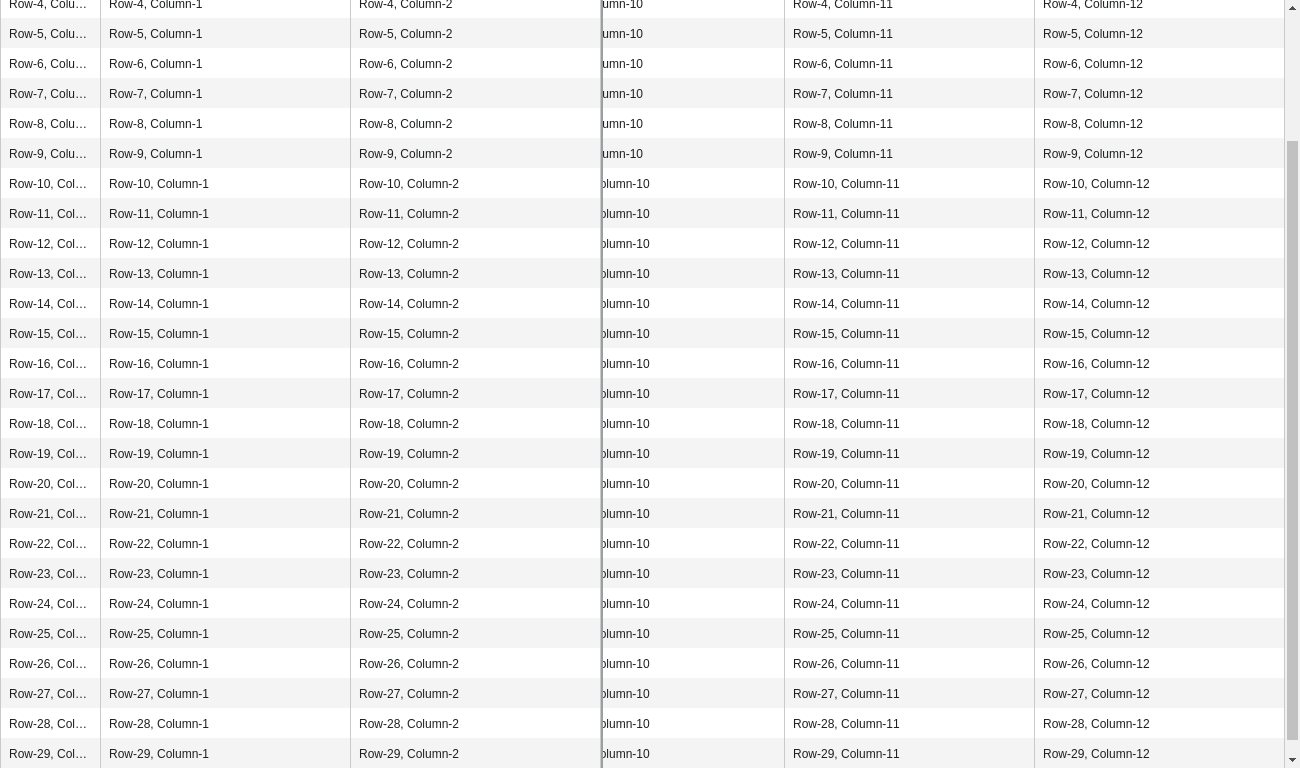 Row-4, Colu... Row-4, Column-1 Row-4, Column-2 umn-10 Row-4, Column-11 Row-4, Column-12
Row-5, Colu... Row-5, Column-1 Row-5, Column-2 umn-10 Row-5, Column-11 Row-5, Column-12
Row-6, Colu... Row-6, Column-1 Row-6, Column-2 umn-10 Row-6, Column-11 Row-6, Column-12
Row-7, Colu... Row-7, Column-1 Row-7, Column-2 umn-10 Row-7, Column-11 Row-7, Column-12
Row-8, Colu... Row-8, Column-1 Row-8, Column-2 umn-10 Row-8, Column-11 Row-8, Column-12
Row-9, Colu... Row-9, Column-1 Row-9, Column-2 umn-10 Row-9, Column-11 Row-9, Column-12
Row-10, Col... Row-10, Column-1 Row-10, Column-2 olumn-10 Row-10, Column-11 Row-10, Column-12
Row-11, Col... Row-11, Column-1 Row-11, Column-2 olumn-10 Row-11, Column-11 Row-11, Column-12
Row-12, Col... Row-12, Column-1 Row-12, Column-2 olumn-10 Row-12, Column-11 Row-12, Column-12
Row-13, Col... Row-13, Column-1 Row-13, Column-2 olumn-10 Row-13, Column-11 Row-13, Column-12
Row-14, Col... Row-14, Column-1 Row-14, Column-2 olumn-10 Row-14, Column-11 Row-14, Column-12
Row-15, Col... Row-15, Column-1 Row-15, Column-2 olumn-10 Row-15, Column-11 Row-15, Column-12
Row-16, Col... Row-16, Column-1 Row-16, Column-2 olumn-10 Row-16, Column-11 Row-16, Column-12
Row-17, Col... Row-17, Column-1 Row-17, Column-2 olumn-10 Row-17, Column-11 Row-17, Column-12
Row-18, Col... Row-18, Column-1 Row-18, Column-2 olumn-10 Row-18, Column-11 Row-18, Column-12
Row-19, Col... Row-19, Column-1 Row-19, Column-2 olumn-10 Row-19, Column-11 Row-19, Column-12
Row-20, Col... Row-20, Column-1 Row-20, Column-2 olumn-10 Row-20, Column-11 Row-20, Column-12
Row-21, Col... Row-21, Column-1 Row-21, Column-2 olumn-10 Row-21, Column-11 Row-21, Column-12
Row-22, Col... Row-22, Column-1 Row-22, Column-2 olumn-10 Row-22, Column-11 Row-22, Column-12
Row-23, Col... Row-23, Column-1 Row-23, Column-2 olumn-10 Row-23, Column-11 Row-23, Column-12
Row-24, Col... Row-24, Column-1 Row-24, Column-2 olumn-10 Row-24, Column-11 Row-24, Column-12
Row-25, Col... Row-25, Column-1 Row-25, Column-2 olumn-10 Row-25, Column-11 Row-25, Column-12
Row-26, Col... Row-26, Column-1 Row-26, Column-2 olumn-10 Row-26, Column-11 Row-26, Column-12
Row-27, Col... Row-27, Column-1 Row-27, Column-2 olumn-10 Row-27, Column-11 Row-27, Column-12
Row-28, Col... Row-28, Column-1 Row-28, Column-2 olumn-10 Row-28, Column-11 Row-28, Column-12
Row-29, Col... Row-29, Column-1 Row-29, Column-2 olumn-10 Row-29, Column-11 Row-29, Column-12